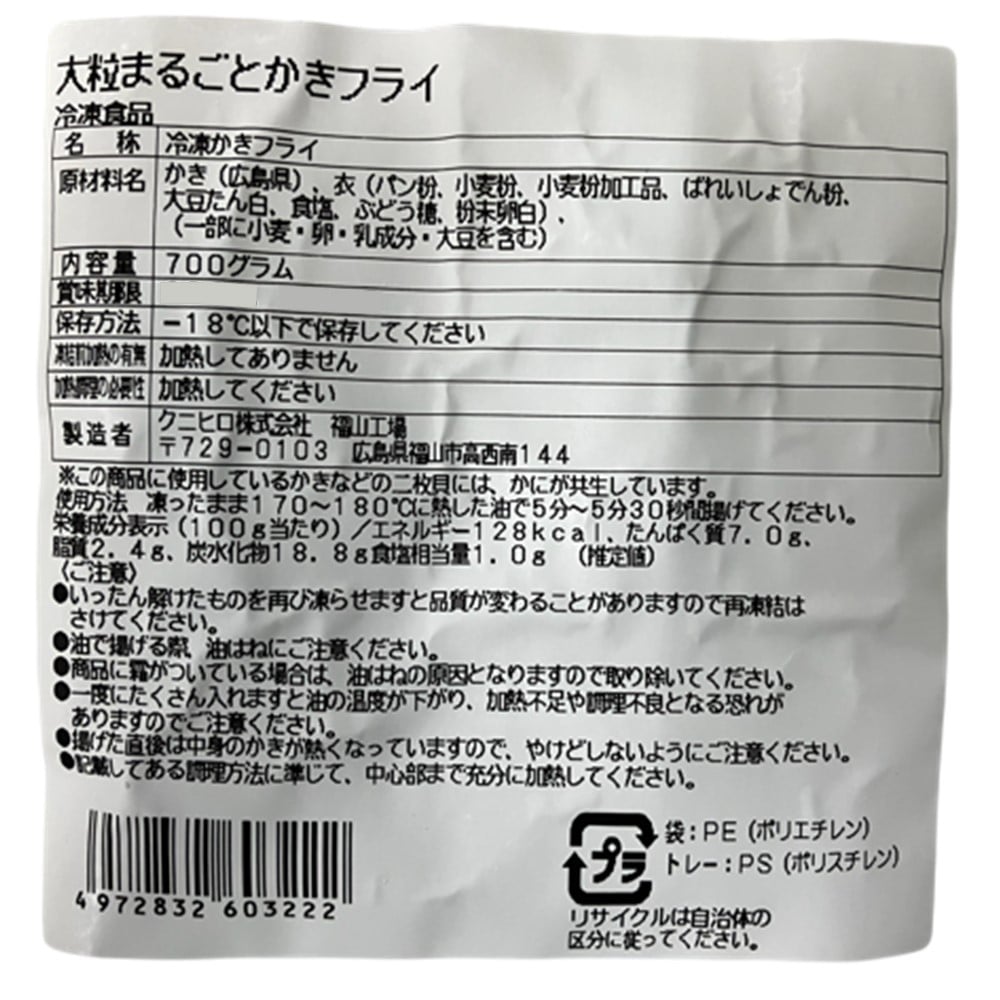 大粒まるごとかきフライ
冷凍食品
名称 冷凍かきフライ
原材料名 かき(広島県)、衣(パン粉、小麦粉、小麦粉加工品、ばれいしょでん粉、
大豆たん白、食塩、ぶどう糖、粉末卵白)、
(一部に小麦・卵・乳成分・大豆を含む)
内容量 700グラム
賞味期限
保存方法 -18℃以下で保存してください
凍結前加熱の有無 加熱してありません
加熱調理の必要性 加熱してください
製造者 クニヒロ株式会社 福山工場
〒729-0103 広島県福山市高西南144
※この商品に使用しているかきなどの二枚貝には、かにが共生しています。
使用方法 凍ったまま170~180℃に熱した油で5分~5分30秒間揚げてください。
栄養成分表示(100g当たり)/エネルギー128kcal、たんぱく質7.0g、
脂質2.4g、炭水化物18.8g食塩相当量1.0g (推定値)
〈ご注意〉
●いったん解けたものを再び凍らせますと品質が変わることがありますので再凍結は
さけてください。
●油で揚げる際、油はねにご注意ください。
●商品に霜がついている場合は、油はねの原因となりますので取り除いてください。
●一度にたくさん入れますと油の温度が下がり、加熱不足や調理不良となる恐れが
ありますのでご注意ください。
●揚げた直後は中身のかきが熱くなっていますので、やけどしないようにご注意ください。
●記載してある調理方法に準じて、中心部まで充分に加熱してください。
4 972832 603222
プラ
袋:PE(ポリエチレン)
トレー:PS(ポリスチレン)
リサイクルは自治体の
区分に従ってください。